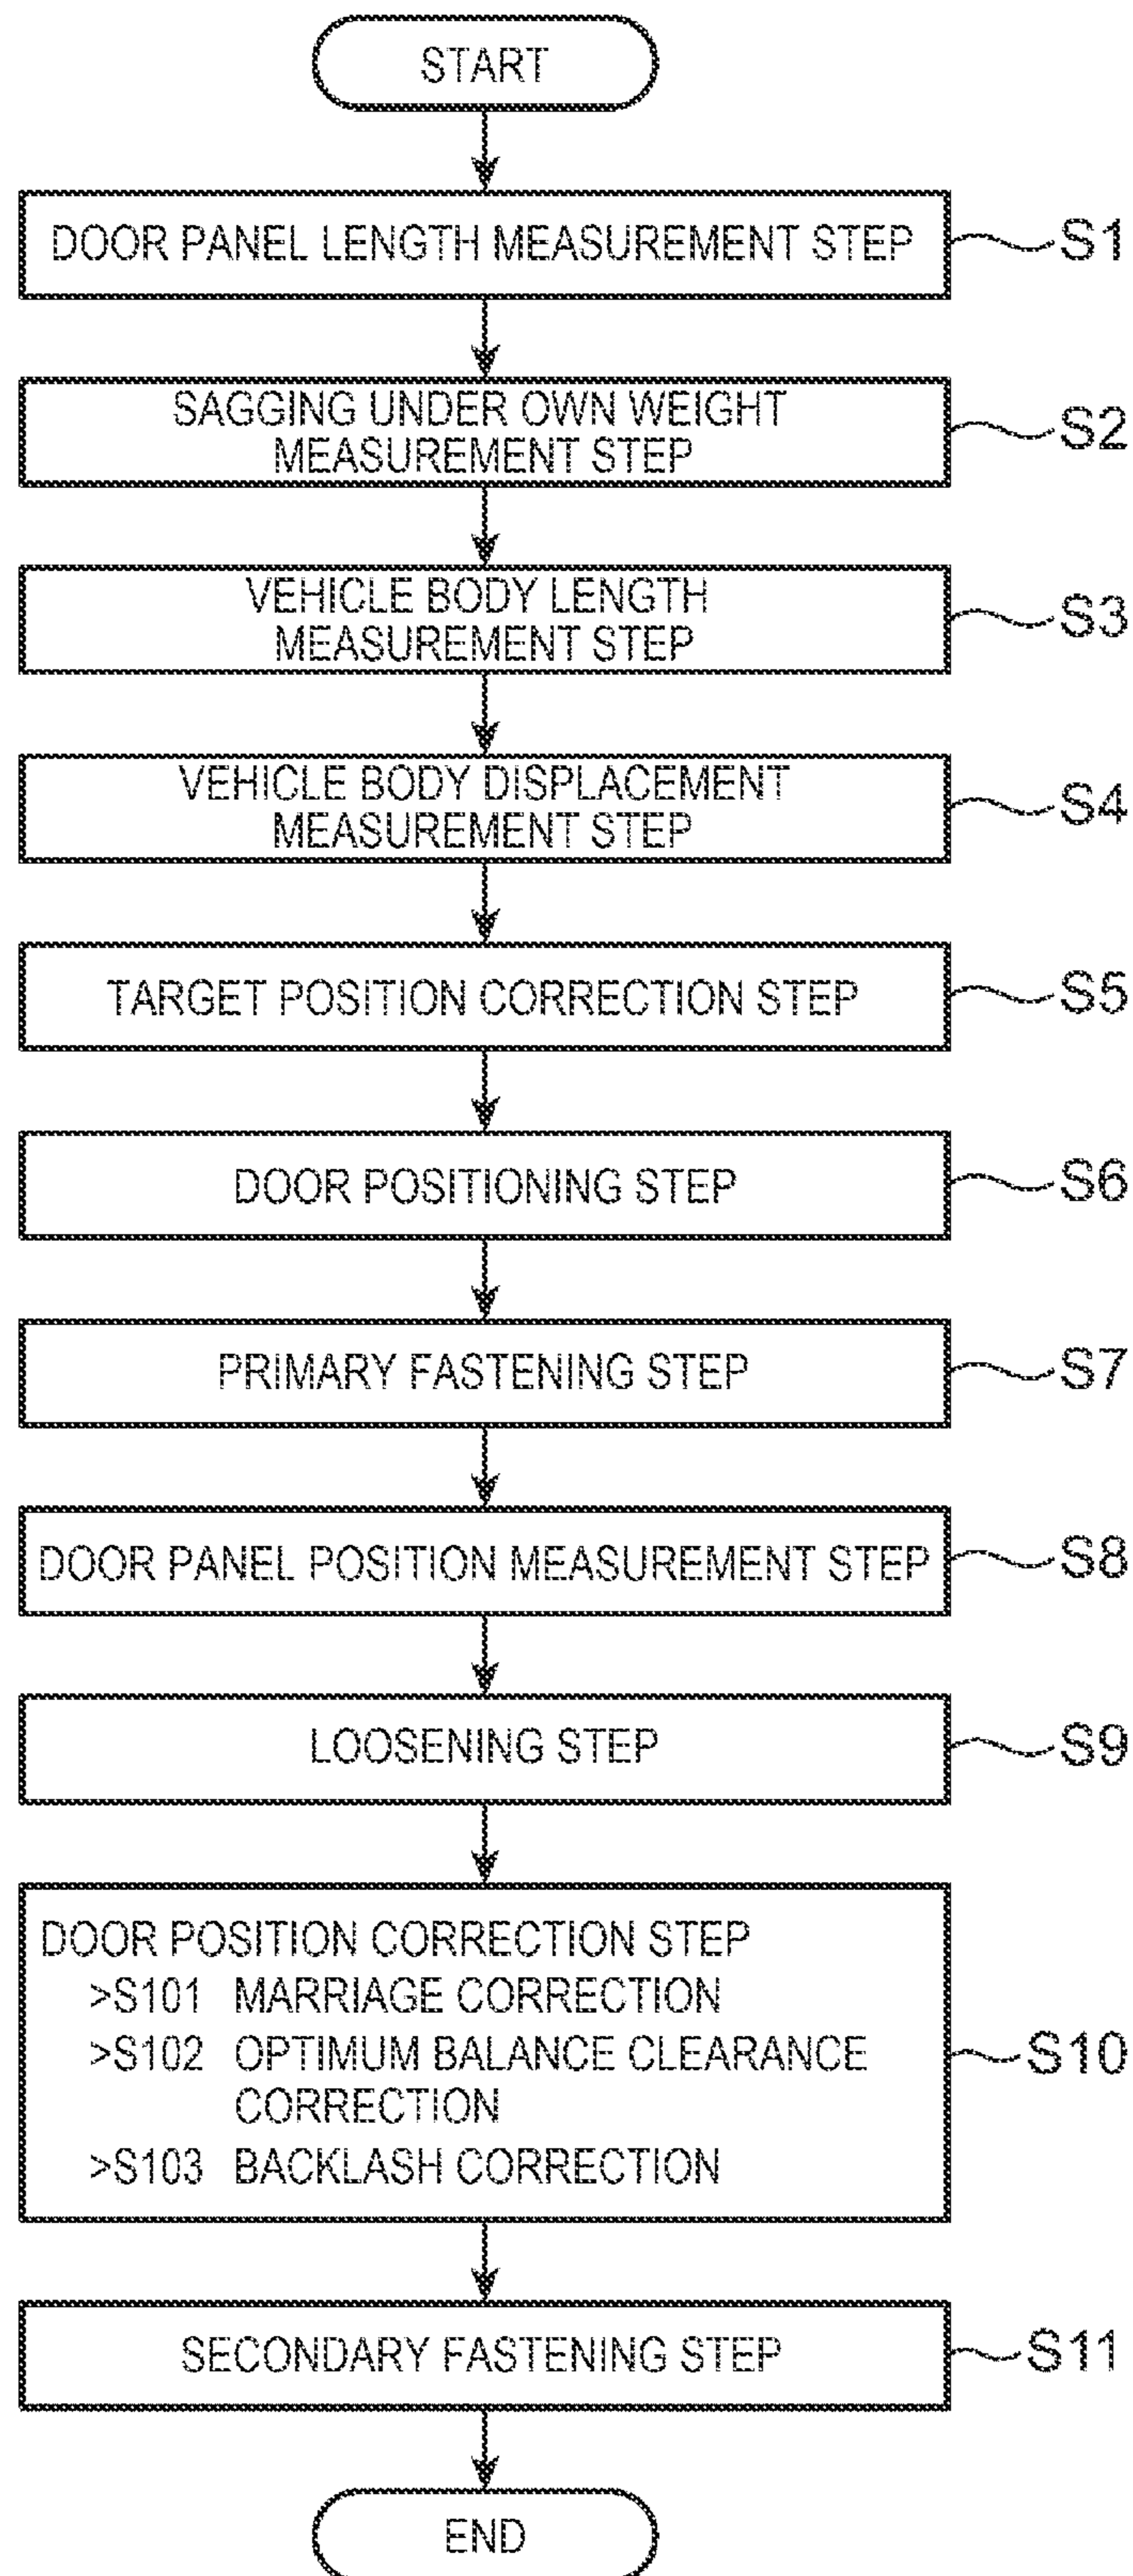 START
DOOR PANEL LENGTH MEASUREMENT STEP
S1
SAGGING UNDER OWN WEIGHT
MEASUREMENT STEP
S2
VEHICLE BODY LENGTH
MEASUREMENT STEP
S3
VEHICLE BODY DISPLACEMENT
MEASUREMENT STEP
S4
TARGET POSITION CORRECTION STEP
S5
DOOR POSITIONING STEP
S6
PRIMARY FASTENING STEP
S7
DOOR PANEL POSITION MEASUREMENT STEP
S8
LOOSENING STEP
S9
DOOR POSITION CORRECTION STEP
>S101 MARRIAGE CORRECTION
>S102 OPTIMUM BALANCE CLEARANCE
CORRECTION
>S103 BACKLASH CORRECTION
S10
SECONDARY FASTENING STEP
S11
END